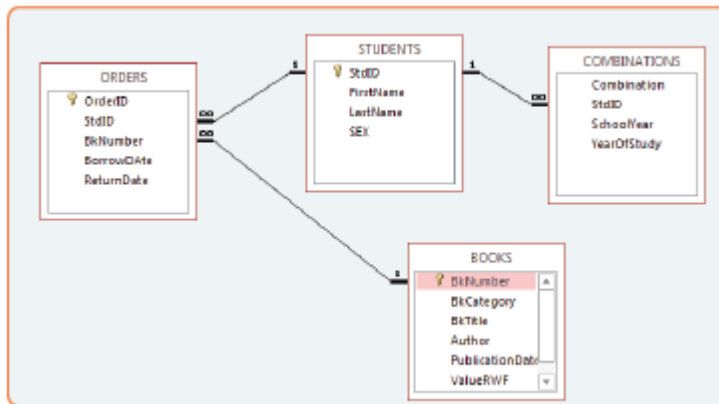 ORDERS
OrderID
StdID
BkNumber
BorrowDAte
ReturnDate
1
∞
∞
STUDENTS
StdID
FirstName
LastName
SEX
1
∞
COMBINATIONS
Combination
StdID
SchoolYear
YearOfStudy
1
BOOKS
BkNumber
BkCategory
BkTitle
Author
PublicationDate
ValueRWF